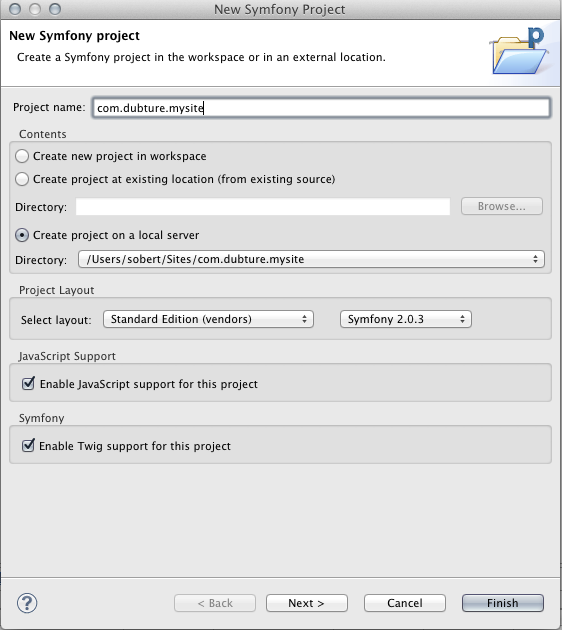 New Symfony Project
New Symfony project
Create a Symfony project in the workspace or in an external location.
p
Project name: com.dubture.mysite
Contents
Create new project in workspace
Create project at existing location (from existing source)
Directory: Browse...
Create project on a local server
Directory: /Users/sobert/Sites/com.dubture.mysite
Project Layout
Select layout: Standard Edition (vendors) Symfony 2.0.3
JavaScript Support
Enable JavaScript support for this project
Symfony
Enable Twig support for this project
? < Back Next > Cancel Finish